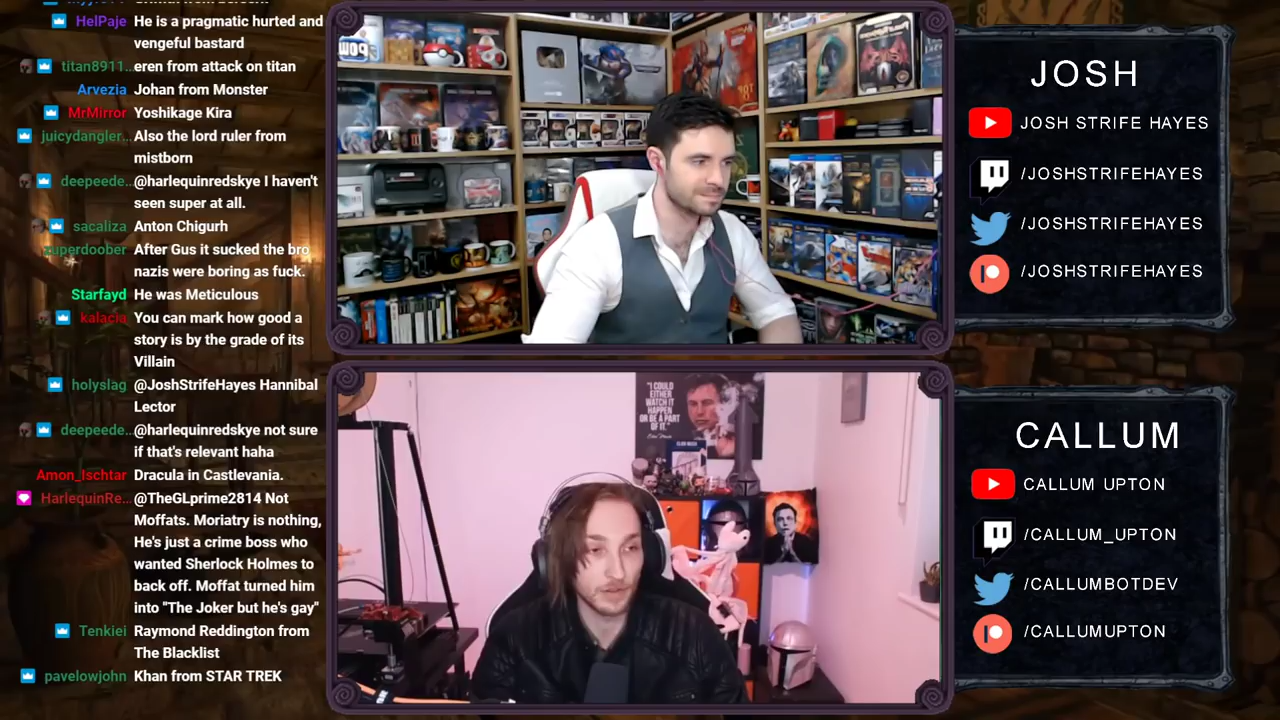 HelPaje He is a pragmatic hurted and
vengeful bastard
titan8911... eren from attack on titan
Arvezia Johan from Monster
MrMirror Yoshikage Kira
juicydangler... Also the lord ruler from
mistborn
deepeede... @harlequinredskye I haven't
seen super at all.
sacaliza Anton Chigurh
zuperdoober After Gus it sucked the bro
nazis were boring as fuck.
Starfayd He was Meticulous
kalacia You can mark how good a
story is by the grade of its
Villain
holyslag @JoshStrifeHayes Hannibal
Lector
deepeede... @harlequinredskye not sure
if that's relevant haha
Amon_Ischtar Dracula in Castlevania.
HarlequinRe... @TheGLprime2814 Not
Moffats. Moriatry is nothing,
He's just a crime boss who
wanted Sherlock Holmes to
back off. Moffat turned him
into "The Joker but he's gay"
Tenkiei Raymond Reddington from
The Blacklist
pavelowjohn Khan from STAR TREK
JOSH
JOSH STRIFE HAYES
/JOSHSTRIFEHAYES
/JOSHSTRIFEHAYES
/JOSHSTRIFEHAYES
"I COULD
EITHER
WATCH IT
HAPPEN
OR BE A PART
OF IT."
CALLUM
CALLUM UPTON
/CALLUM_UPTON
/CALLUMBOTDEV
/CALLUMUPTON